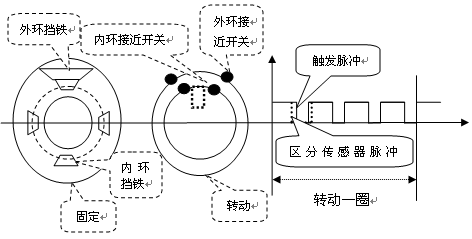 外环挡铁
内环接近开关
外环接
近开关
触发脉冲
区分传感器脉冲
内 环
挡铁
固定
转动
转动一圈